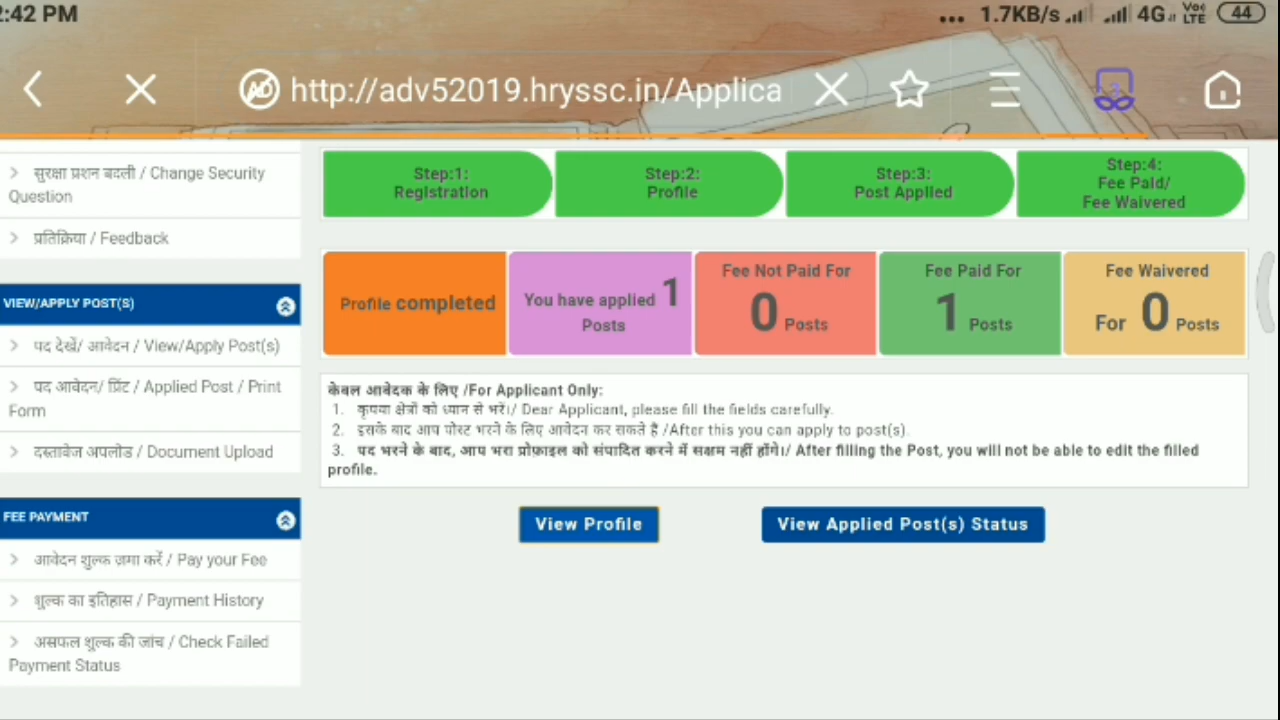 2:42 PM
... 1.7KB/s 4G Vo LTE 44
http://adv52019.hryssc.in/Applica
> सुरक्षा प्रशन बदली / Change Security
Question
> प्रतिक्रिया / Feedback
VIEW/APPLY POST(S)
> पद देखें/ आवेदन / View/Apply Post(s)
> पद आवेदन/ प्रिंट / Applied Post / Print
Form
> दस्तावेज अपलोड / Document Upload
FEE PAYMENT
> आवेदन शुल्क जमा करें / Pay your Fee
> शुल्क का इतिहास / Payment History
> असफल शुल्क की जांच / Check Failed
Payment Status
Step:1:
Registration
Step:2:
Profile
Step:3:
Post Applied
Step:4:
Fee Paid/
Fee Waivered
Profile completed
You have applied 1
Posts
Fee Not Paid For
0 Posts
Fee Paid For
1 Posts
Fee Waivered
For 0 Posts
केवल आवेदक के लिए /For Applicant Only:
1. कृपया क्षेत्रों को ध्यान से भरें।/ Dear Applicant, please fill the fields carefully.
2. इसके बाद आप पोस्ट भरने के लिए आवेदन कर सकते हैं /After this you can apply to post(s).
3. पद भरने के बाद, आप भरा प्रोफ़ाइल को संपादित करने में सक्षम नहीं होंगे।/ After filling the Post, you will not be able to edit the filled
profile.
View Profile
View Applied Post(s) Status